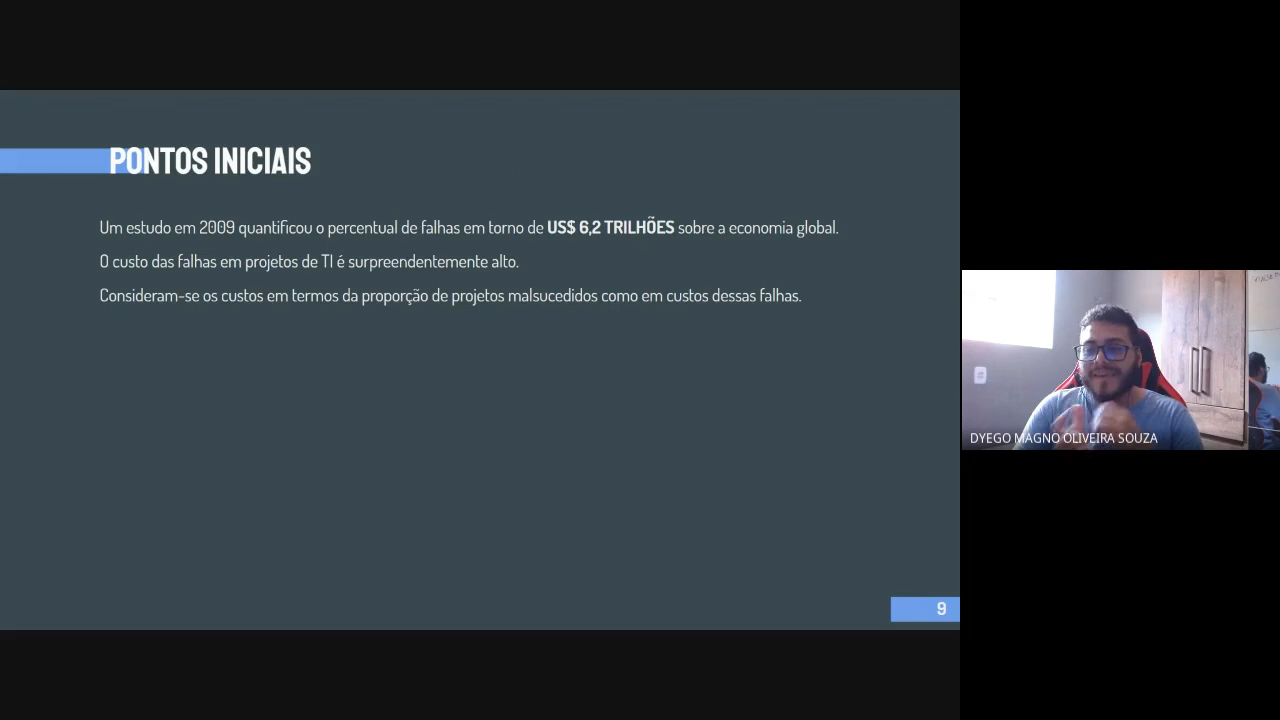 PONTOS INICIAIS
Um estudo em 2009 quantificou o percentual de falhas em torno de US$ 6,2 TRILHÕES sobre a economia global.
O custo das falhas em projetos de TI é surpreendentemente alto.
Consideram-se os custos em termos da proporção de projetos malsucedidos como em custos dessas falhas.
DYEGO MAGNO OLIVEIRA SOUZA
9